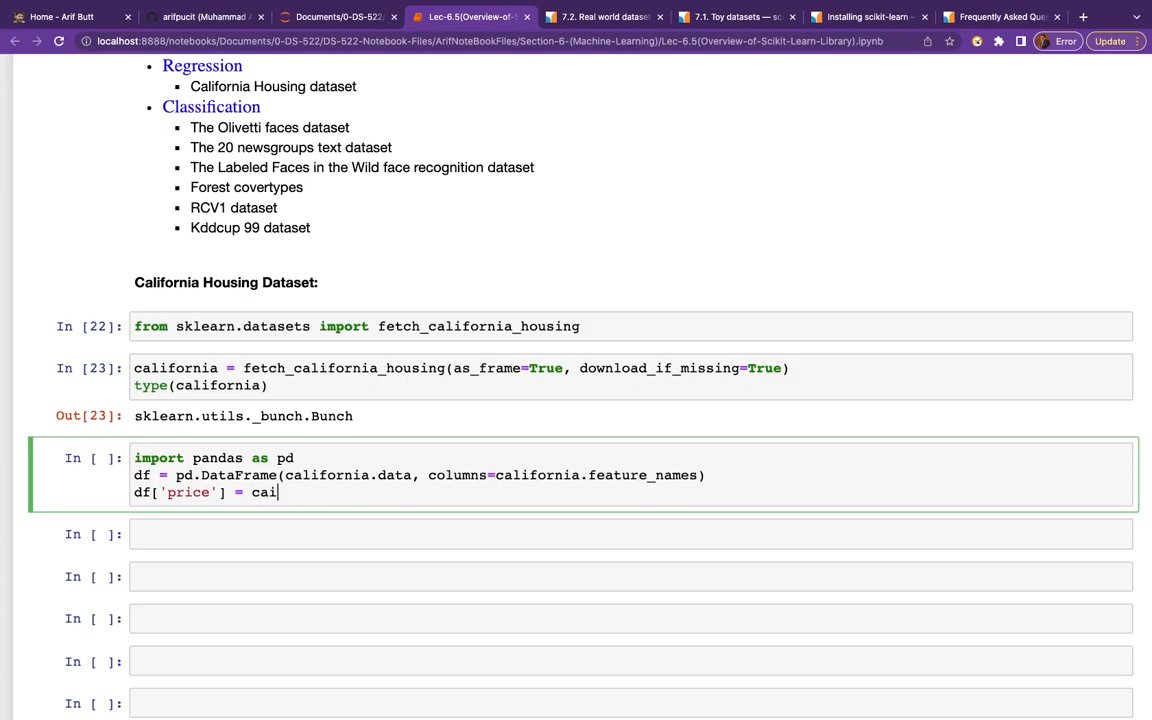 Home - Arif Butt
arifpucit (Muhammad A
Documents/0-DS-522/
Lec-6.5(Overview-of-S
7.2. Real world dataset
7.1. Toy datasets — sc
Installing scikit-learn —
Frequently Asked Ques
localhost:8888/notebooks/Documents/0-DS-522/DS-522-Notebook-Files/ArifNoteBookFiles/Section-6-(Machine-Learning)/Lec-6.5(Overview-of-Scikit-Learn-Library).ipynb
Error
Update
Regression
California Housing dataset
Classification
The Olivetti faces dataset
The 20 newsgroups text dataset
The Labeled Faces in the Wild face recognition dataset
Forest covertypes
RCV1 dataset
Kddcup 99 dataset
California Housing Dataset:
In [22]: from sklearn.datasets import fetch_california_housing
In [23]: california = fetch_california_housing(as_frame=True, download_if_missing=True)
type(california)
Out[23]: sklearn.utils._bunch.Bunch
In [ ]: import pandas as pd
df = pd.DataFrame(california.data, columns=california.feature_names)
df['price'] = cai
In [ ]:
In [ ]:
In [ ]:
In [ ]:
In [ ]: